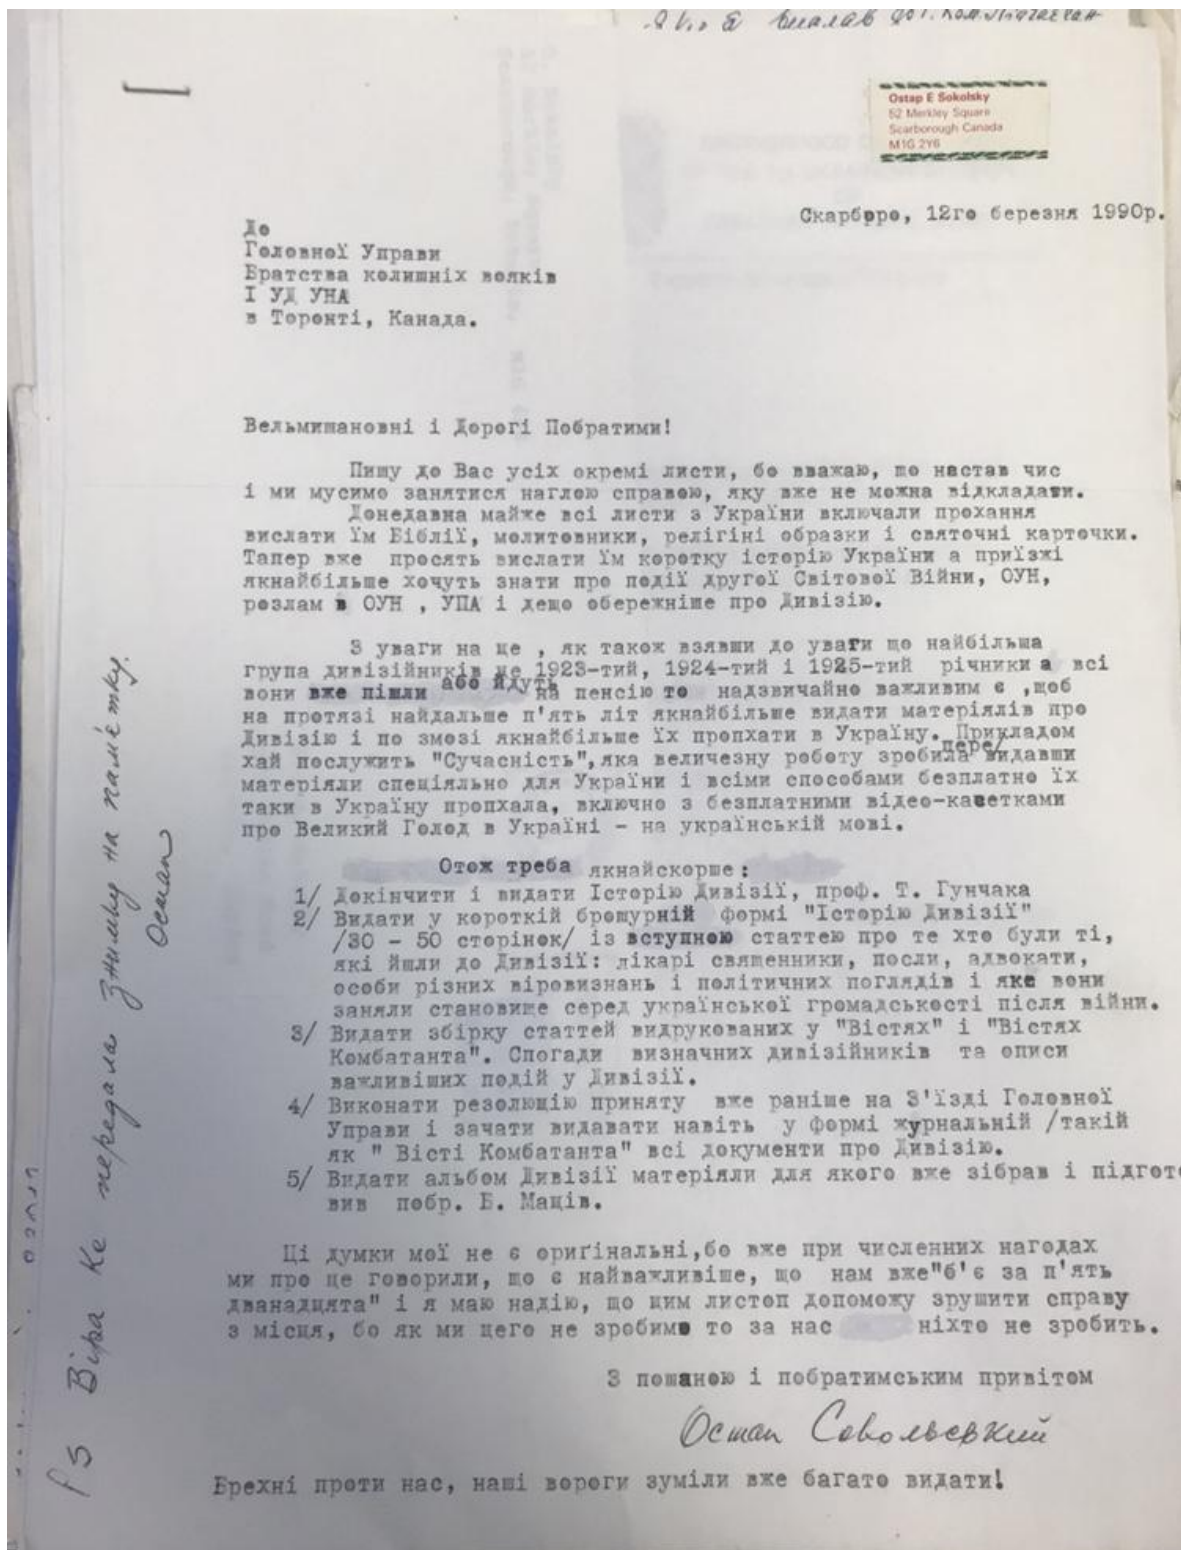 Ostap E Sokolsky
52 Merkley Square
Scarborough Canada
M1G 2Y6
Скарборо, 12го березня 1990р.
До
Головної Управи
Братства колишніх вояків
І УД УНА
в Торонті, Канада.
Вельмишановні і Дорогі Побратими!
Пишу до Вас усіх окремі листи, бо вважаю, що настав чис
і ми мусимо занятися наглою справою, яку вже не можна відкладати.
Донедавна майже всі листи з України включали прохання
вислати їм Біблії, молитовники, релігіні образки і святочні карточки.
Тапер вже просять вислати їм коротку історію України а приїзжі
якнайбільше хочуть знати про події другої Світової Війни, ОУН,
розлам в ОУН , УПА і дещо обережніше про Дивізію.
З уваги на це , як також взявши до уваги що найбільша
група дивізійників це 1923-тий, 1924-тий і 1925-тий річники а всі
вони вже пішли або йдуть на пенсію то надзвичайно важливим є ,щоб
на протязі найдальше п'ять літ якнайбільше видати матеріялів про
Дивізію і по змозі якнайбільше їх пропхати в Україну. Прикладом
хай послужить "Сучасність",яка величезну роботу зробила пере/видавши
матеріяли спеціяльно для України і всіми способами безплатно їх
таки в Україну пропхала, включно з безплатними відео-касетками
про Великий Голод в Україні - на українській мові.
Отож треба якнайскорше:
1/ Докінчити і видати Історію Дивізії, проф. Т. Гунчака
2/ Видати у короткій брошурній формі "Історію Дивізії"
/30 - 50 сторінок/ із вступною статтею про те хто були ті,
які йшли до Дивізії: лікарі священники, посли, адвокати,
особи різних віровизнань і політичних поглядів і яке вони
заняли становище серед української громадськості після війни.
3/ Видати збірку статтей видрукованих у "Вістях" і "Вістях
Комбатанта". Спогади визначних дивізійників та описи
важливіших подій у Дивізії.
4/ Виконати резолюцію приняту вже раніше на З'їзді Головної
Управи і зачати видавати навіть у формі журнальній /такій
як " Вісті Комбатанта" всі документи про Дивізію.
5/ Видати альбом Дивізії матеріяли для якого вже зібрав і підгото
вив побр. Б. Маців.
Ці думки мої не є оригінальні,бо вже при численних нагодах
ми про це говорили, що є найважливіше, що нам вже"б'є за п'ять
дванадцята" і я маю надію, що цим листоп допоможу зрушити справу
з місця, бо як ми цего не зробимо то за нас ніхто не зробить.
З пошаною і побратимським привітом
Остап Сокольський
Брехні проти нас, наші вороги зуміли вже багато видати!
PS Віра Ке передала знимку на памєтку.
Остап